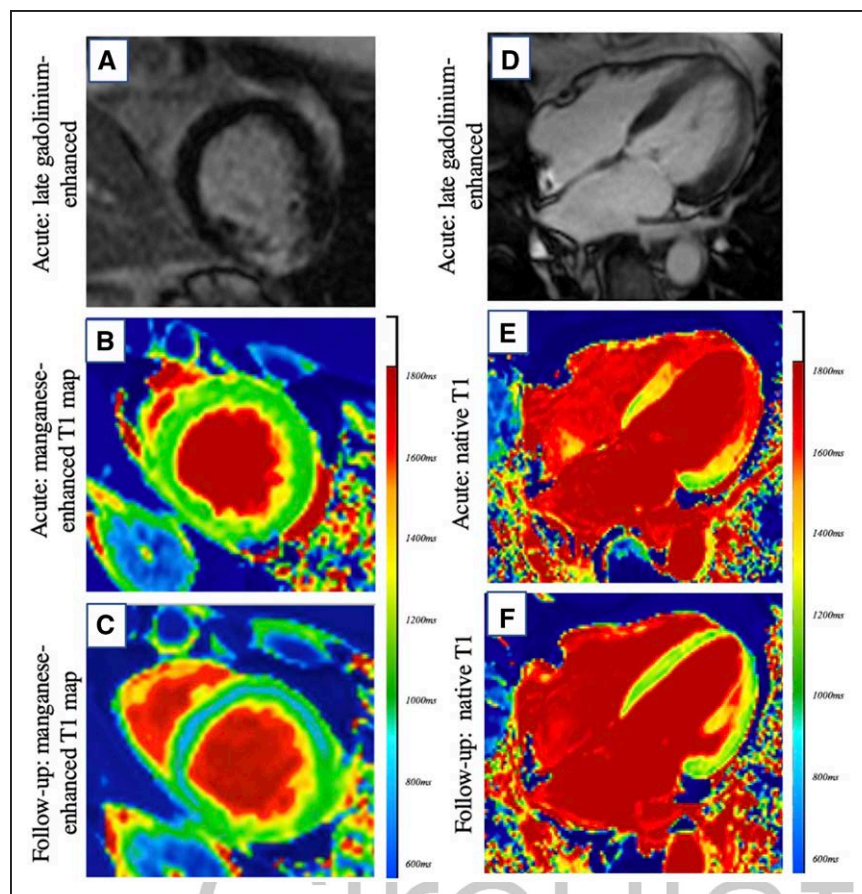 A
Acute: late gadolinium-
enhanced
B
Acute: manganese-
enhanced T1 map
C
Follow-up: manganese-
enhanced T1 map
1800ms
1600ms
1400ms
1200ms
1000ms
800ms
600ms
D
Acute: late gadolinium-
enhanced
E
Acute: native T1
F
Follow-up: native T1
1800ms
1600ms
1400ms
1200ms
1000ms
800ms
600ms